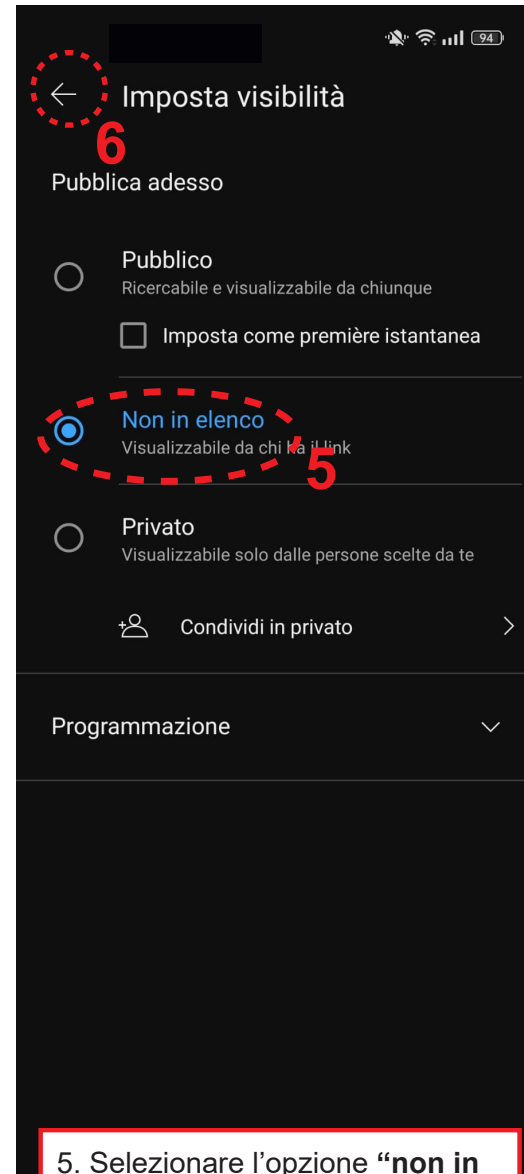 94
Imposta visibilità
6
Pubblica adesso
Pubblico
Ricercabile e visualizzabile da chiunque
Imposta come première istantanea
Non in elenco
Visualizzabile da chi ha il link
5
Privato
Visualizzabile solo dalle persone scelte da te
Condividi in privato
Programmazione
5. Selezionare l’opzione “non in